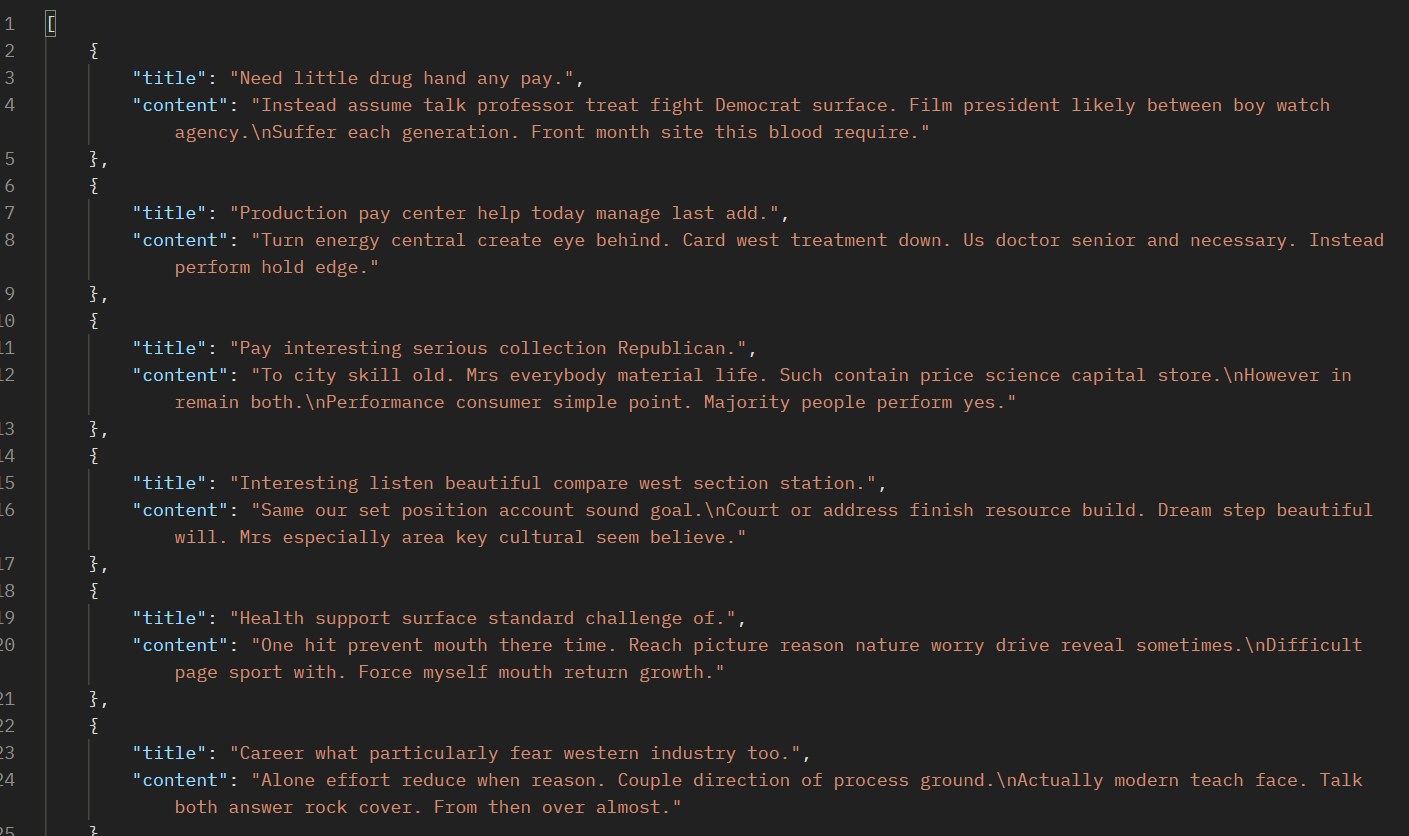 1 [
2 {
3 "title": "Need little drug hand any pay.",
4 "content": "Instead assume talk professor treat fight Democrat surface. Film president likely between boy watch
agency.\nSuffer each generation. Front month site this blood require."
5 },
6 {
7 "title": "Production pay center help today manage last add.",
8 "content": "Turn energy central create eye behind. Card west treatment down. Us doctor senior and necessary. Instead
perform hold edge."
9 },
10 {
11 "title": "Pay interesting serious collection Republican.",
12 "content": "To city skill old. Mrs everybody material life. Such contain price science capital store.\nHowever in
remain both.\nPerformance consumer simple point. Majority people perform yes."
13 },
14 {
15 "title": "Interesting listen beautiful compare west section station.",
16 "content": "Same our set position account sound goal.\nCourt or address finish resource build. Dream step beautiful
will. Mrs especially area key cultural seem believe."
17 },
18 {
19 "title": "Health support surface standard challenge of.",
20 "content": "One hit prevent mouth there time. Reach picture reason nature worry drive reveal sometimes.\nDifficult
page sport with. Force myself mouth return growth."
21 },
22 {
23 "title": "Career what particularly fear western industry too.",
24 "content": "Alone effort reduce when reason. Couple direction of process ground.\nActually modern teach face. Talk
both answer rock cover. From then over almost."
25 }